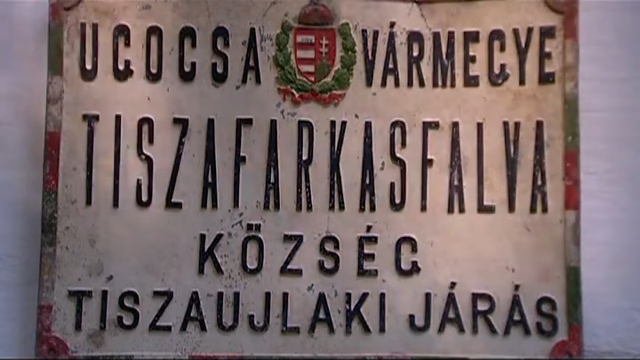 UGOCSA VÁRMEGYE
TISZAFARKASFALVA
KÖZSÉG
TISZAUJLAKI JÁRÁS